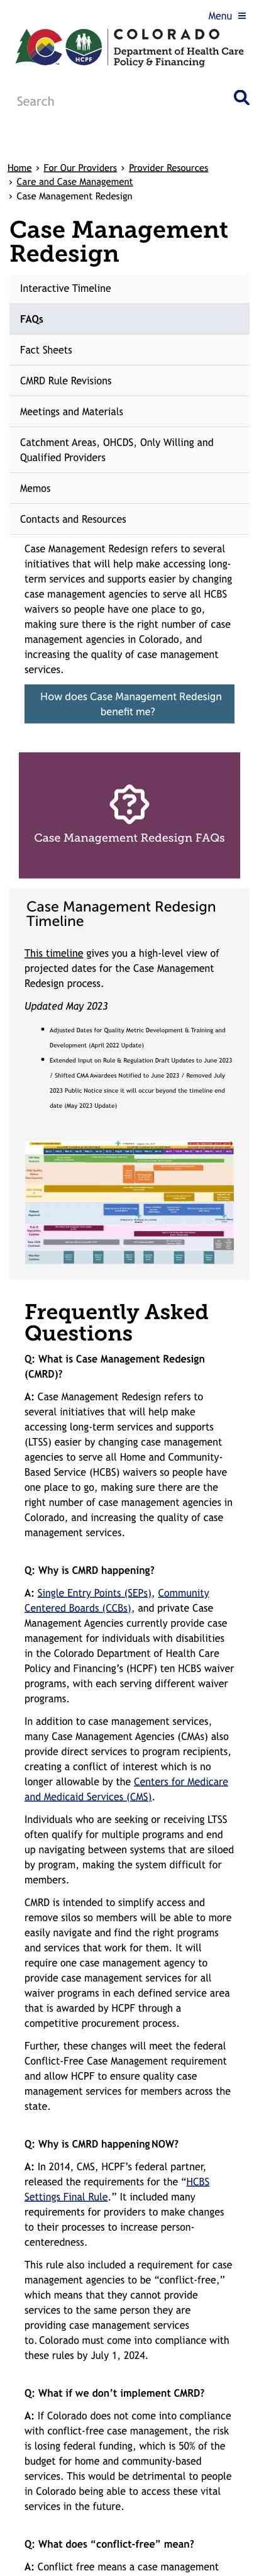 Menu ≡
COLORADO
Department of Health Care
Policy & Financing
HCPF
Search
Home › For Our Providers › Provider Resources
› Care and Case Management
› Case Management Redesign
Case Management
Redesign
Interactive Timeline
FAQs
Fact Sheets
CMRD Rule Revisions
Meetings and Materials
Catchment Areas, OHCDS, Only Willing and
Qualified Providers
Memos
Contacts and Resources
Case Management Redesign refers to several
initiatives that will help make accessing long-
term services and supports easier by changing
case management agencies to serve all HCBS
waivers so people have one place to go,
making sure there is the right number of case
management agencies in Colorado, and
increasing the quality of case management
services.
How does Case Management Redesign
benefit me?
Case Management Redesign FAQs
Case Management Redesign
Timeline
This timeline gives you a high-level view of
projected dates for the Case Management
Redesign process.
Updated May 2023
▪ Adjusted Dates for Quality Metric Development & Training and
Development (April 2022 Update)
▪ Extended Input on Rule & Regulation Draft Updates to June 2023
/ Shifted CMA Awardees Notified to June 2023 / Removed July
2023 Public Notice since it will occur beyond the timeline end
date (May 2023 Update)
Frequently Asked
Questions
Q: What is Case Management Redesign
(CMRD)?
A: Case Management Redesign refers to
several initiatives that will help make
accessing long-term services and supports
(LTSS) easier by changing case management
agencies to serve all Home and Community-
Based Service (HCBS) waivers so people have
one place to go, making sure there are the
right number of case management agencies in
Colorado, and increasing the quality of case
management services.
Q: Why is CMRD happening?
A: Single Entry Points (SEPs), Community
Centered Boards (CCBs), and private Case
Management Agencies currently provide case
management for individuals with disabilities
in the Colorado Department of Health Care
Policy and Financing's (HCPF) ten HCBS waiver
programs, with each serving different waiver
programs.
In addition to case management services,
many Case Management Agencies (CMAs) also
provide direct services to program recipients,
creating a conflict of interest which is no
longer allowable by the Centers for Medicare
and Medicaid Services (CMS).
Individuals who are seeking or receiving LTSS
often qualify for multiple programs and end
up navigating between systems that are siloed
by program, making the system difficult for
members.
CMRD is intended to simplify access and
remove silos so members will be able to more
easily navigate and find the right programs
and services that work for them. It will
require one case management agency to
provide case management services for all
waiver programs in each defined service area
that is awarded by HCPF through a
competitive procurement process.
Further, these changes will meet the federal
Conflict-Free Case Management requirement
and allow HCPF to ensure quality case
management services for members across the
state.
Q: Why is CMRD happening NOW?
A: In 2014, CMS, HCPF's federal partner,
released the requirements for the “HCBS
Settings Final Rule.” It included many
requirements for providers to make changes
to their processes to increase person-
centeredness.
This rule also included a requirement for case
management agencies to be “conflict-free,”
which means that they cannot provide
services to the same person they are
providing case management services
to. Colorado must come into compliance with
these rules by July 1, 2024.
Q: What if we don't implement CMRD?
A: If Colorado does not come into compliance
with conflict-free case management, the risk
is losing federal funding, which is 50% of the
budget for home and community-based
services. This would be detrimental to people
in Colorado being able to access these vital
services in the future.
Q: What does “conflict-free” mean?
A: Conflict free means a case management